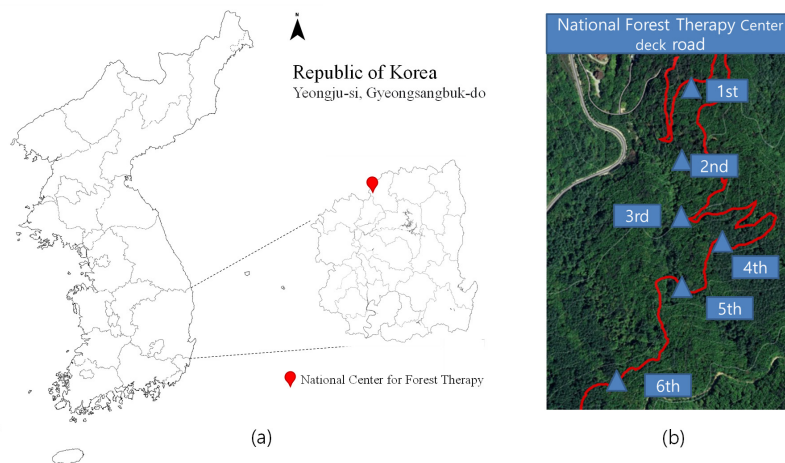 Republic of Korea
Yeongju-si, Gyeongsangbuk-do
National Center for Forest Therapy
(a)
National Forest Therapy Center
deck road
1st
2nd
3rd
4th
5th
6th
(b)